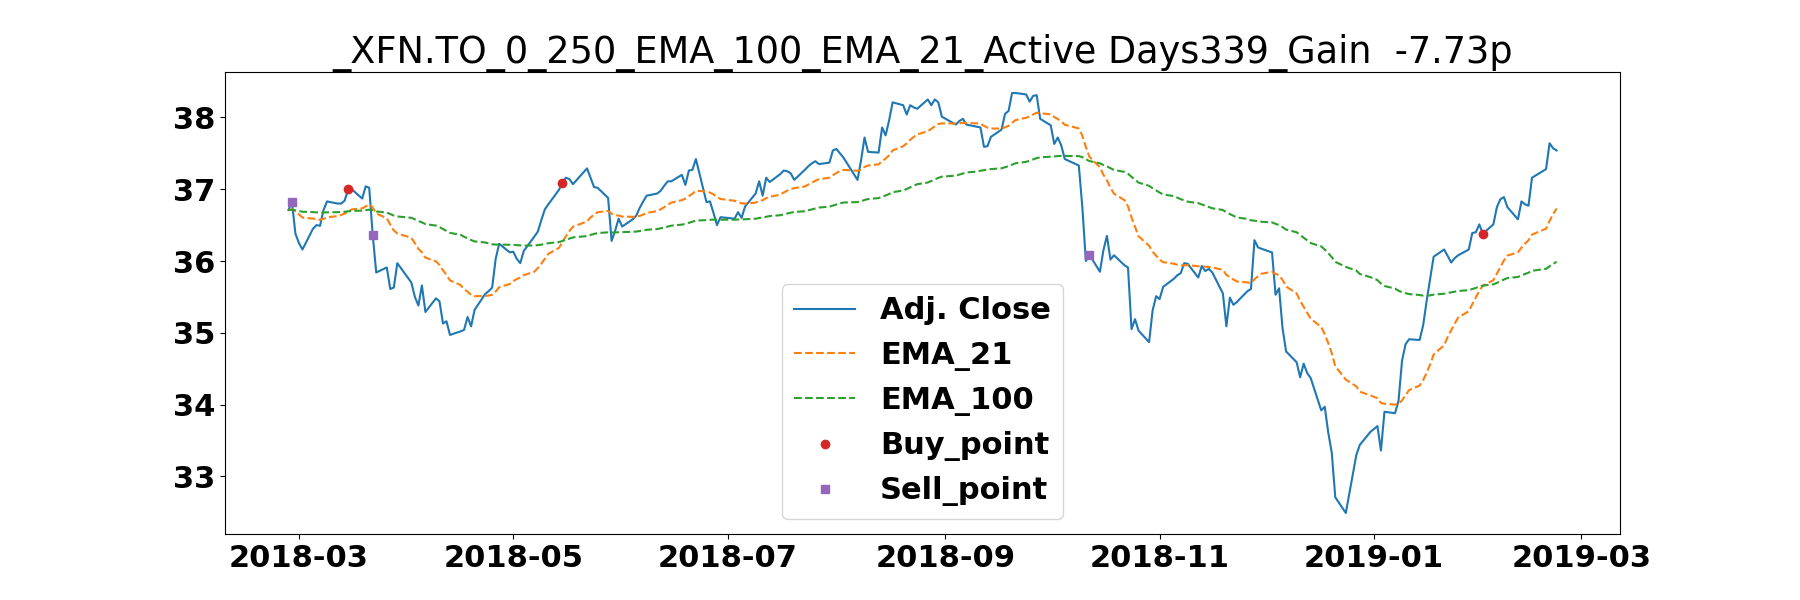 _XFN.TO_0_250_EMA_100_EMA_21_Active Days339_Gain  -7.73p
38
37
36
35
34
33
Adj. Close
EMA_21
EMA_100
Buy_point
Sell_point
2018-03 2018-05 2018-07 2018-09 2018-11 2019-01 2019-03